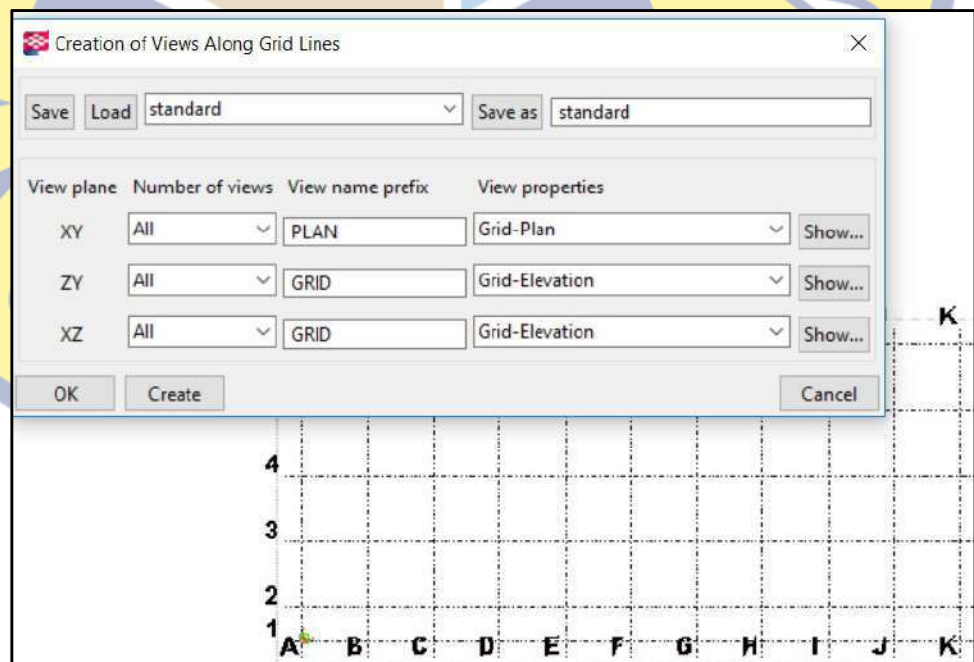 Creation of Views Along Grid Lines
Save Load standard Save as standard
View plane Number of views View name prefix View properties
XY All PLAN Grid-Plan Show...
ZY All GRID Grid-Elevation Show...
XZ All GRID Grid-Elevation Show...
K
OK Create Cancel
4
3
2
1
A B C D E F G H I J K